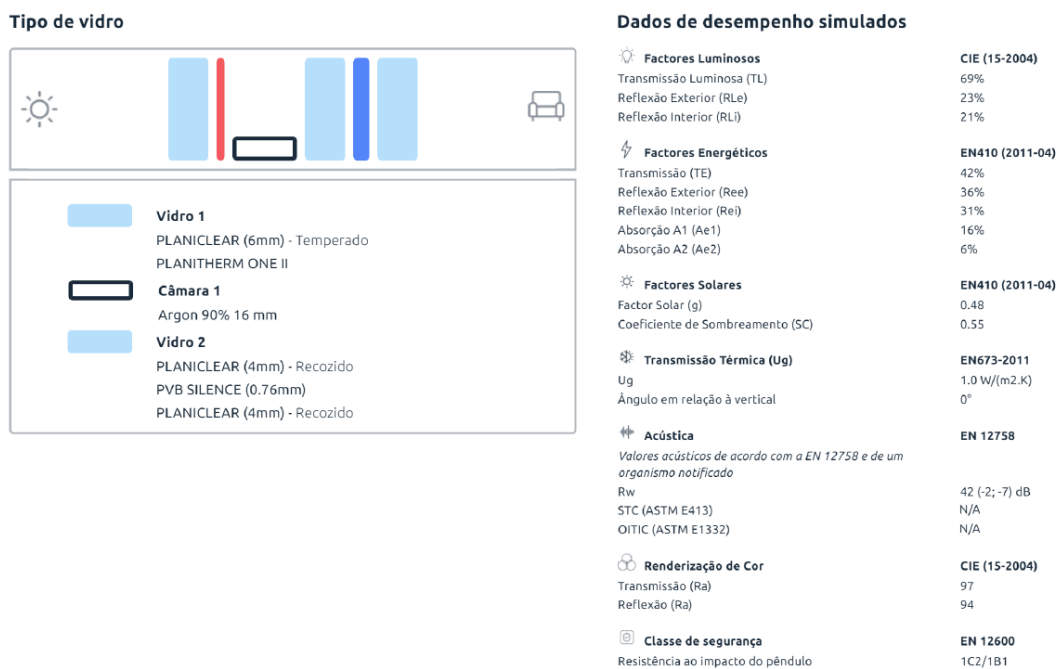 Tipo de vidro
Vidro 1
PLANICLEAR (6mm) - Temperado
PLANITHERM ONE II
Câmara 1
Argon 90% 16 mm
Vidro 2
PLANICLEAR (4mm) - Recozido
PVB SILENCE (0.76mm)
PLANICLEAR (4mm) - Recozido
Dados de desempenho simulados
Factores Luminosos CIE (15-2004)
Transmissão Luminosa (TL) 69%
Reflexão Exterior (RLe) 23%
Reflexão Interior (RLi) 21%
Factores Energéticos EN410 (2011-04)
Transmissão (TE) 42%
Reflexão Exterior (Ree) 36%
Reflexão Interior (Rei) 31%
Absorção A1 (Ae1) 16%
Absorção A2 (Ae2) 6%
Factores Solares EN410 (2011-04)
Factor Solar (g) 0.48
Coeficiente de Sombreamento (SC) 0.55
Transmissão Térmica (Ug) EN673-2011
Ug 1.0 W/(m2.K)
Ângulo em relação à vertical 0°
Acústica EN 12758
Valores acústicos de acordo com a EN 12758 e de um
organismo notificado
Rw 42 (-2; -7) dB
STC (ASTM E413) N/A
OITIC (ASTM E1332) N/A
Renderização de Cor CIE (15-2004)
Transmissão (Ra) 97
Reflexão (Ra) 94
Classe de segurança EN 12600
Resistência ao impacto do pêndulo 1C2/1B1